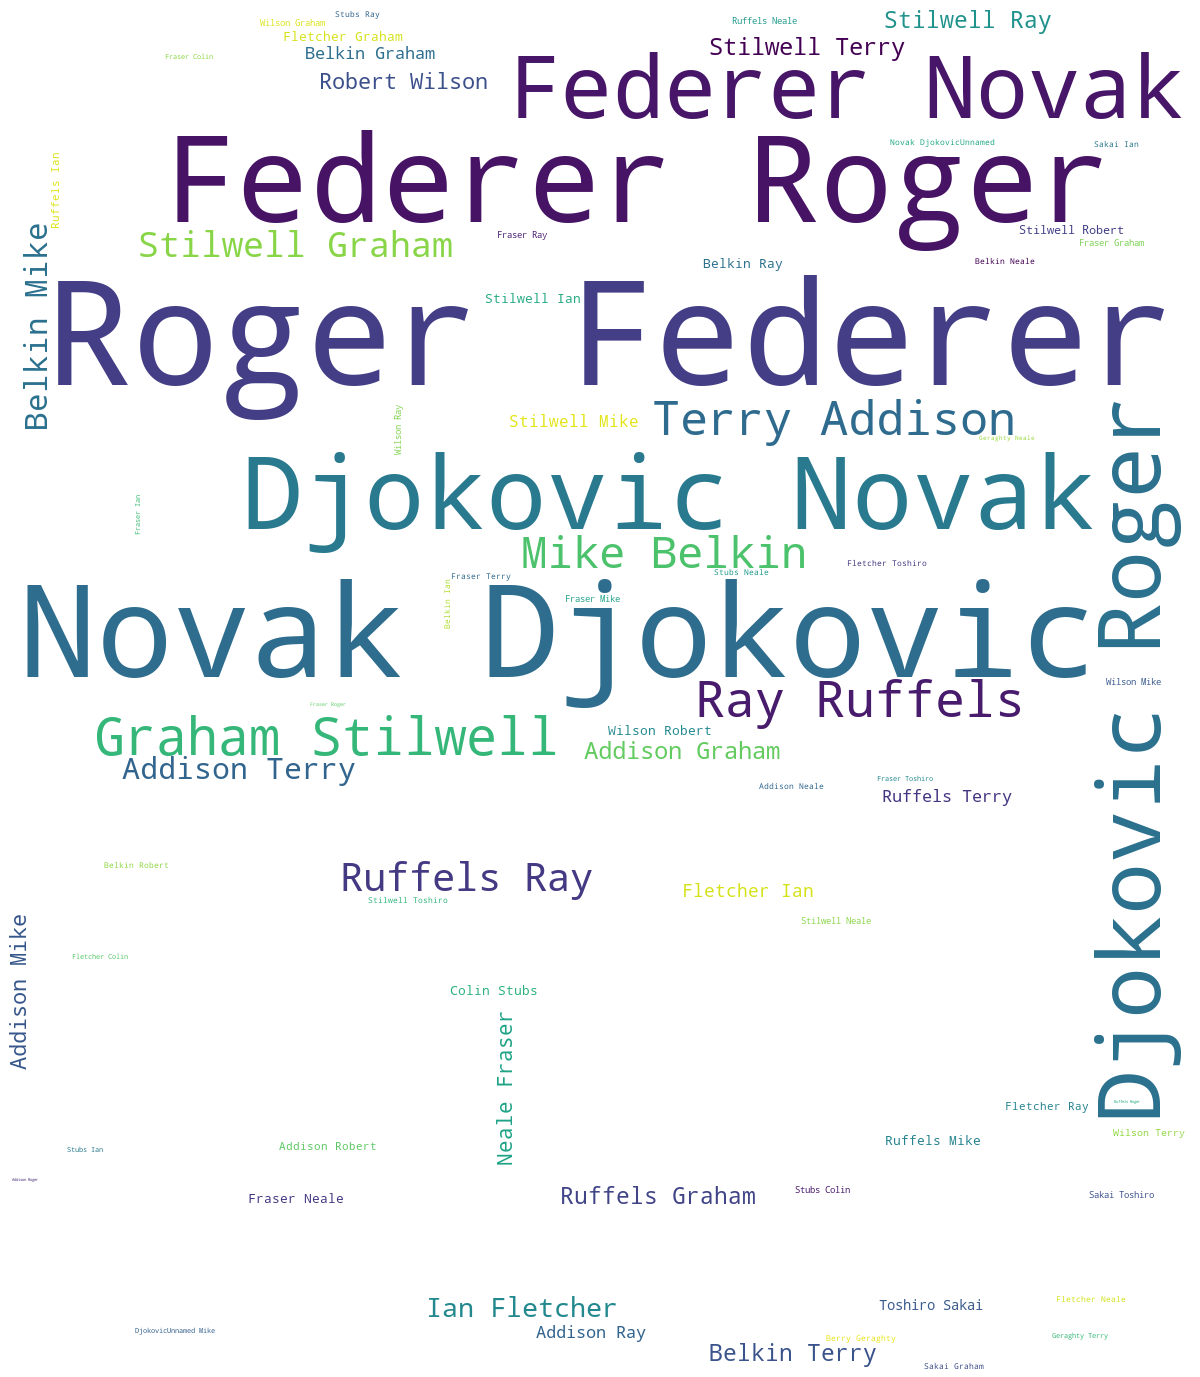 Stubs Ray
Wilson Graham
Ruffels Neale
Stilwell Ray
Fletcher Graham
Stilwell Terry
Belkin Graham
Fraser Colin
Robert Wilson
Federer Novak
Novak DjokovicUnnamed
Sakai Ian
Federer Roger
Ruffels Ian
Stilwell Robert
Fraser Ray
Stilwell Graham
Fraser Graham
Belkin Ray
Belkin Neale
Belkin Mike
Stilwell Ian
Roger Federer
Wilson Ray
Stilwell Mike
Terry Addison
Geraghty Neale
Djokovic Novak
Fraser Ian
Mike Belkin
Fletcher Toshiro
Stubs Neale
Fraser Terry
Belkin Ian
Fraser Mike
Novak Djokovic
Djokovic Roger
Wilson Mike
Ray Ruffels
Fraser Roger
Graham Stilwell
Wilson Robert
Addison Graham
Addison Terry
Fraser Toshiro
Addison Neale
Ruffels Terry
Belkin Robert
Ruffels Ray
Fletcher Ian
Stilwell Toshiro
Stilwell Neale
Fletcher Colin
Addison Mike
Colin Stubs
Neale Fraser
Ruffels Roger
Fletcher Ray
Wilson Terry
Ruffels Mike
Addison Robert
Stubs Ian
Addison Roger
Stubs Colin
Sakai Toshiro
Ruffels Graham
Fraser Neale
Fletcher Neale
Toshiro Sakai
Ian Fletcher
DjokovicUnnamed Mike
Addison Ray
Geraghty Terry
Berry Geraghty
Belkin Terry
Sakai Graham